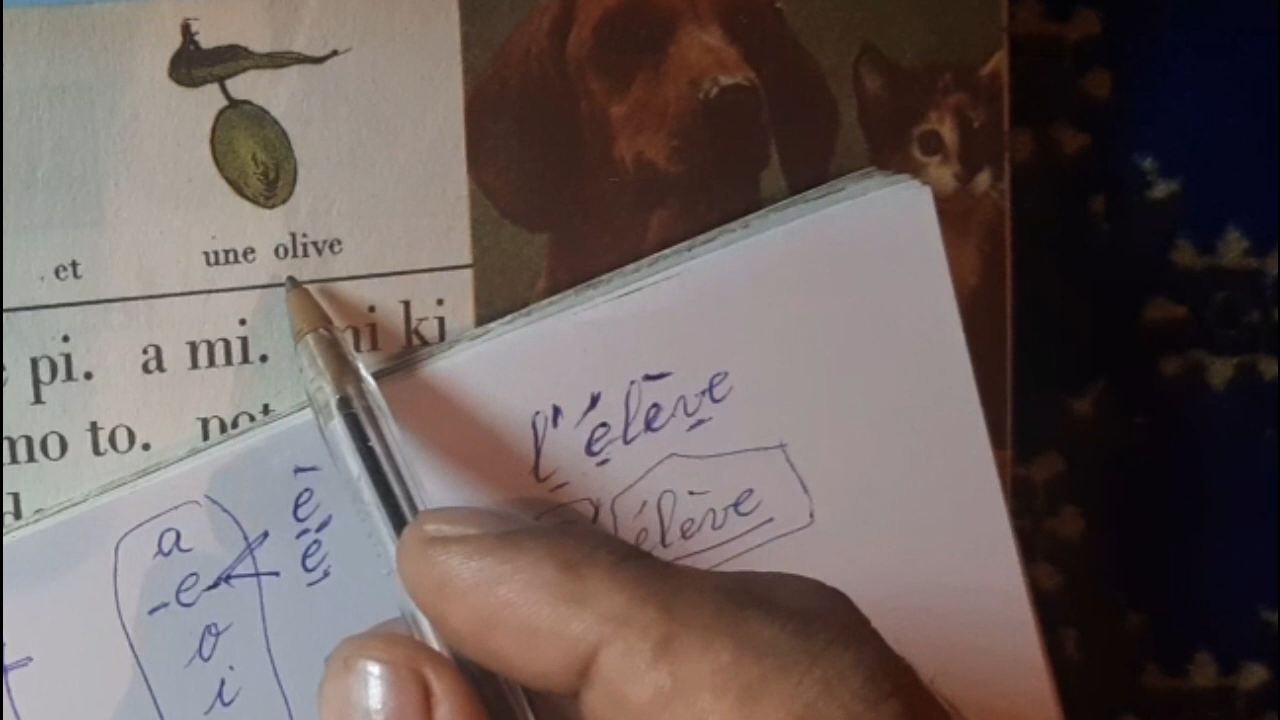 et
une olive
pi. a mi. ki
mo to.
l'élève
élève
a
e
o
i
è